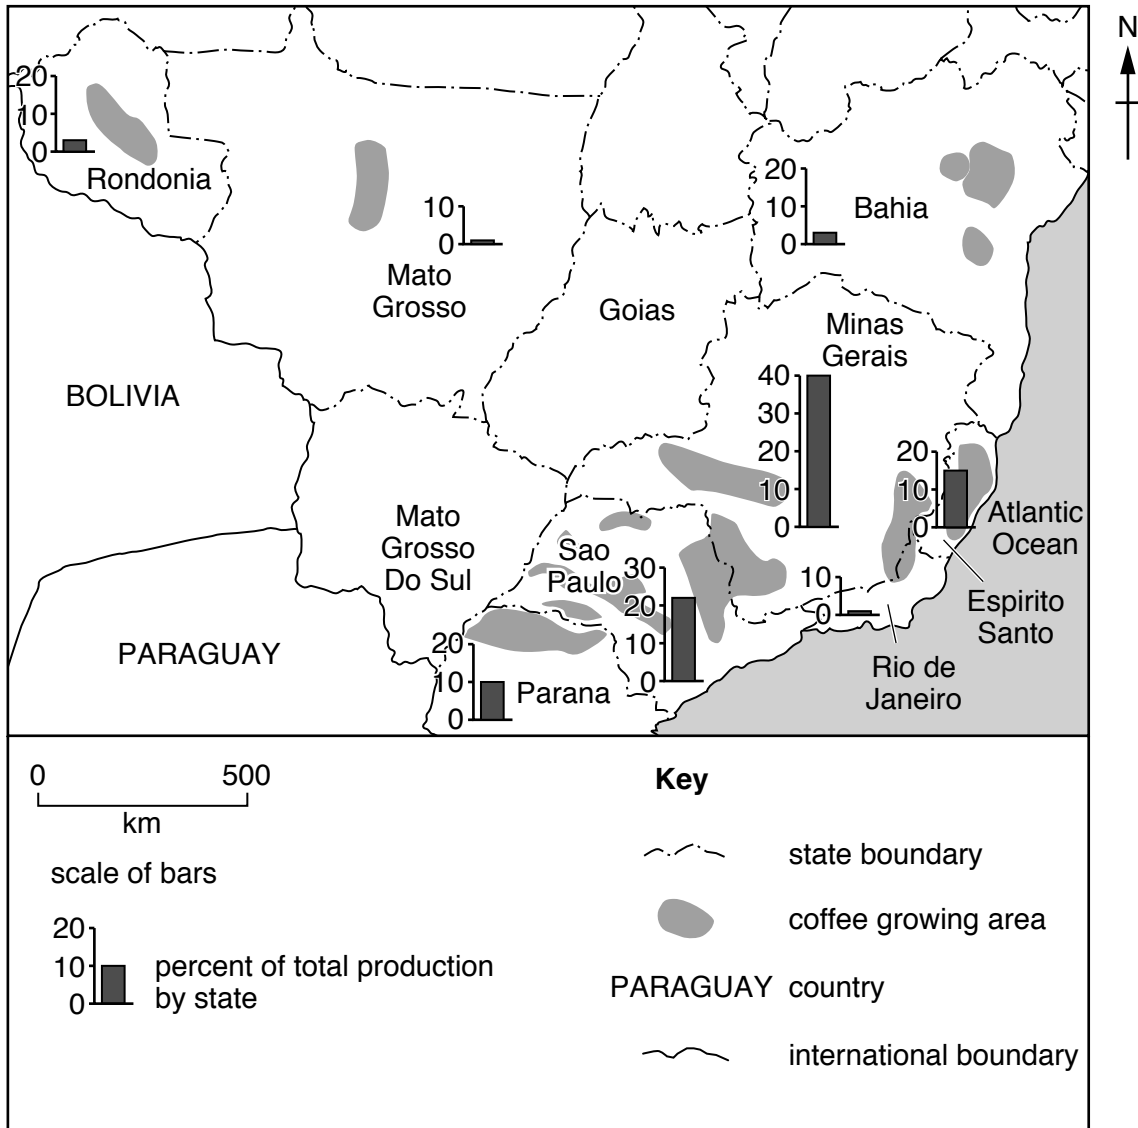 N
20
10
0
Rondonia
10
0
Mato
Grosso
20
10
0
Bahia
Goias
Minas
Gerais
40
30
20
10
0
BOLIVIA
20
10
0
Atlantic
Ocean
Mato
Grosso
Do Sul
Sao
Paulo
30
20
10
0
10
0
Espirito
Santo
PARAGUAY
20
10
0
Parana
Rio de
Janeiro
0 500
km
scale of bars
20
10
0
percent of total production
by state
Key
state boundary
coffee growing area
PARAGUAY country
international boundary